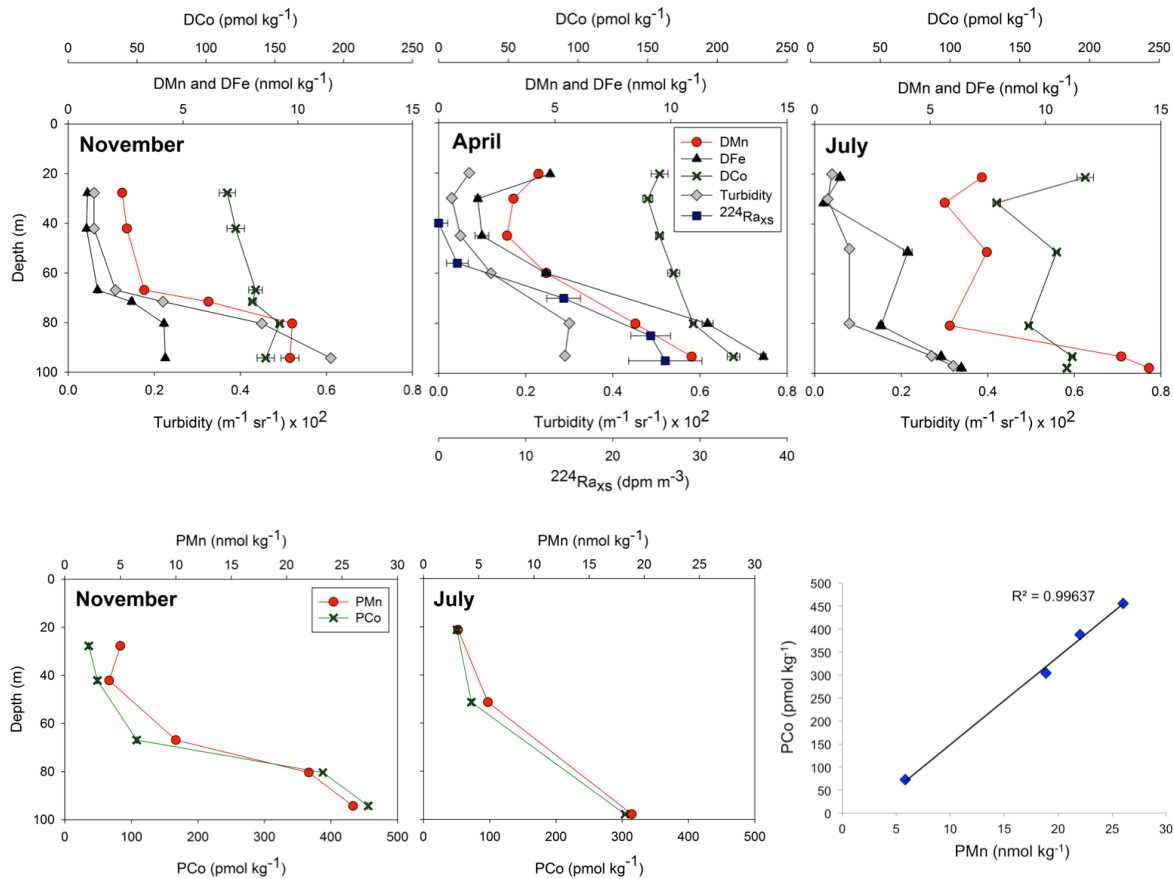 DCo (pmol kg⁻¹)
0 50 100 150 200 250
DMn and DFe (nmol kg⁻¹)
0 5 10 15
November
Depth (m)
0
20
40
60
80
100
0.0 0.2 0.4 0.6 0.8
Turbidity (m⁻¹ sr⁻¹) x 10²
DCo (pmol kg⁻¹)
0 50 100 150 200 250
DMn and DFe (nmol kg⁻¹)
0 5 10 15
April
DMn
DFe
DCo
Turbidity
²²⁴Raxs
0.0 0.2 0.4 0.6 0.8
Turbidity (m⁻¹ sr⁻¹) x 10²
0 10 20 30 40
²²⁴Raxs (dpm m⁻³)
DCo (pmol kg⁻¹)
0 50 100 150 200 250
DMn and DFe (nmol kg⁻¹)
0 5 10 15
July
0.0 0.2 0.4 0.6 0.8
Turbidity (m⁻¹ sr⁻¹) x 10²
PMn (nmol kg⁻¹)
0 5 10 15 20 25 30
November
PMn
PCo
Depth (m)
0
20
40
60
80
100
0 100 200 300 400 500
PCo (pmol kg⁻¹)
PMn (nmol kg⁻¹)
0 5 10 15 20 25 30
July
0 100 200 300 400 500
PCo (pmol kg⁻¹)
PCo (pmol kg⁻¹)
500
450
400
350
300
250
200
150
100
50
0
R² = 0.99637
0 5 10 15 20 25 30
PMn (nmol kg⁻¹)